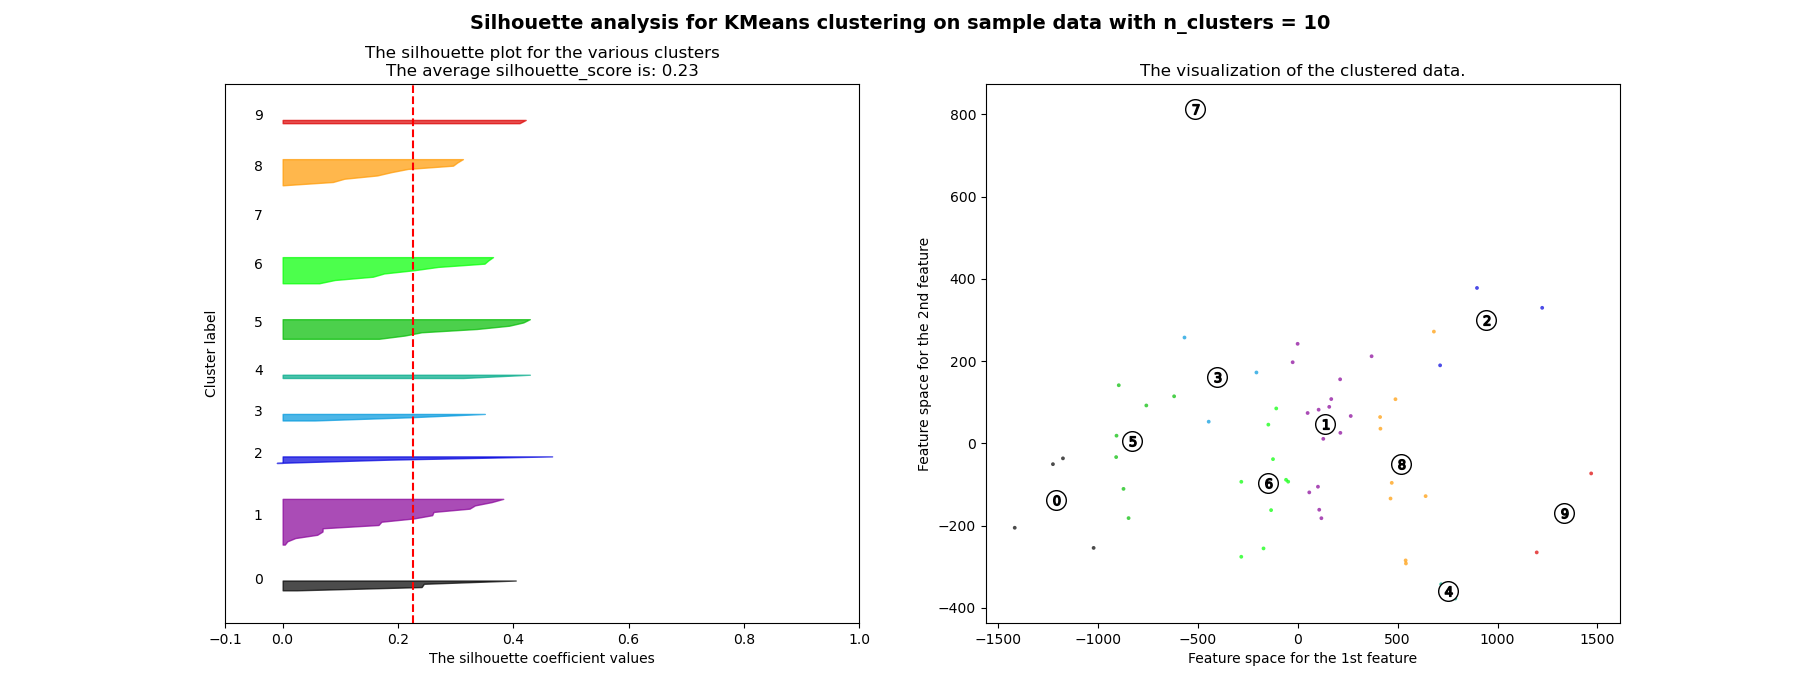 Silhouette analysis for KMeans clustering on sample data with n_clusters = 10
The silhouette plot for the various clusters
The average silhouette_score is: 0.23
Cluster label
9
8
7
6
5
4
3
2
1
0
−0.1 0.0 0.2 0.4 0.6 0.8 1.0
The silhouette coefficient values
The visualization of the clustered data.
Feature space for the 2nd feature
800
600
400
200
0
−200
−400
7
2
3
1
5
8
6
0
9
4
−1500 −1000 −500 0 500 1000 1500
Feature space for the 1st feature